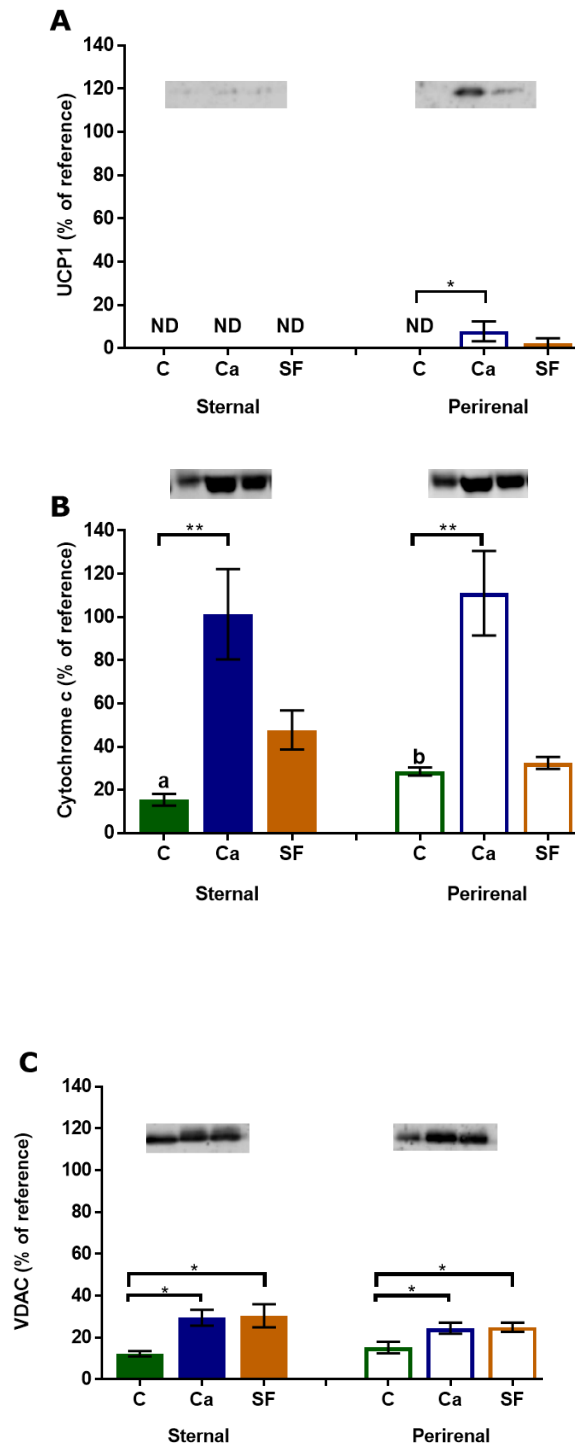 A
UCP1 (% of reference)
140
120
100
80
60
40
20
0
*
ND ND ND ND
C Ca SF C Ca SF
Sternal Perirenal
B
Cytochrome c (% of reference)
140
120
100
80
60
40
20
0
** **
a b
C Ca SF C Ca SF
Sternal Perirenal
C
VDAC (% of reference)
140
120
100
80
60
40
20
0
* *
* *
C Ca SF C Ca SF
Sternal Perirenal